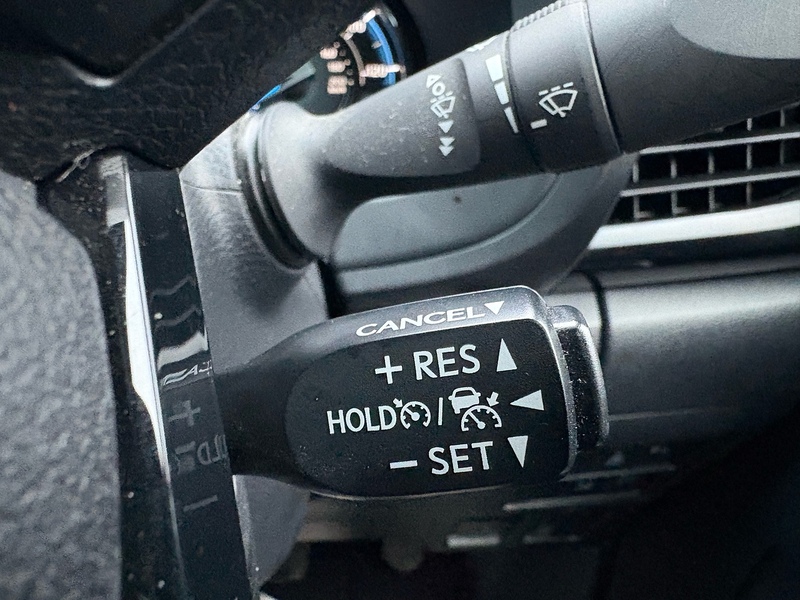 CANCEL▼
+ RES ▲
HOLD / ◀
− SET ▼